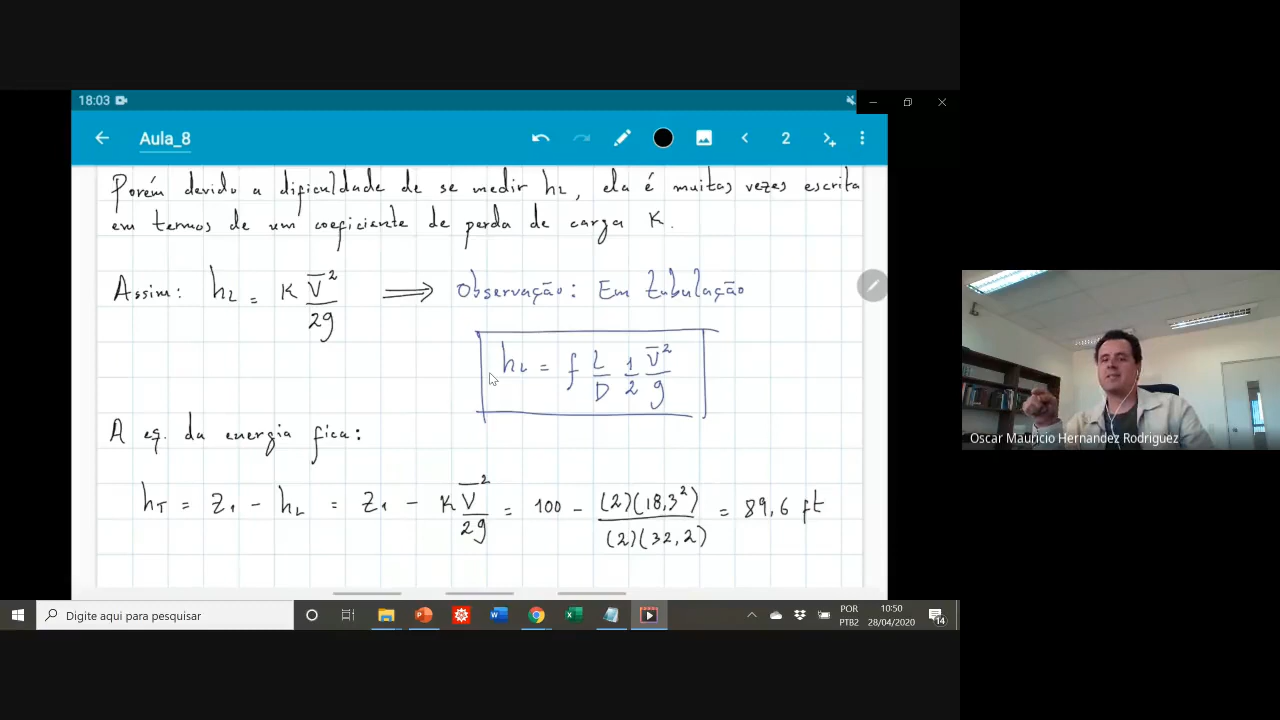 18:03
Aula_8
2
Porém devido a dificuldade de se medir hL, ela é muitas vezes escrita
em termos de um coeficiente de perda de carga K.
Assim: hL = K V̅²/2g ⟹ Observação: Em tubulação
hL = f L/D 1/2 V̅²/g
A eq. da energia fica:
hT = Z1 - hL = Z1 - K V̅²/2g = 100 - (2)(18,3²)/(2)(32,2) = 89,6 ft
Oscar Mauricio Hernandez Rodriguez
Digite aqui para pesquisar
POR
PTB2
10:50
28/04/2020
14